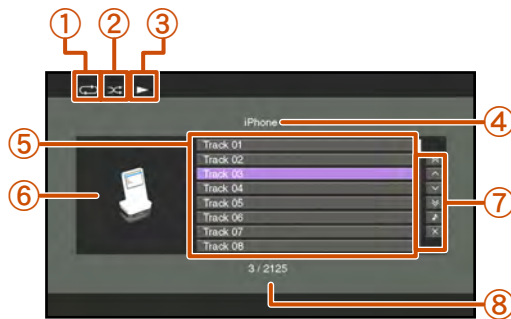 ① ② ③
iPhone ④
⑤ Track 01
Track 02
Track 03
⑥ Track 04
Track 05 ⑦
Track 06
Track 07
Track 08
3 / 2125
⑧